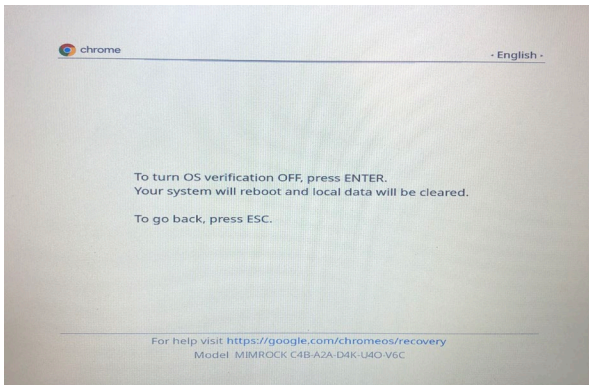 chrome
- English -
To turn OS verification OFF, press ENTER.
Your system will reboot and local data will be cleared.
To go back, press ESC.
For help visit https://google.com/chromeos/recovery
Model MIMROCK C4B-A2A-D4K-U4O-V6C